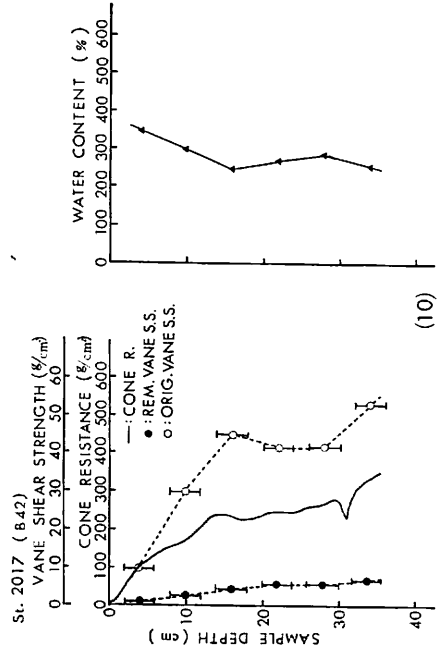 St. 2017 (B42)
VANE SHEAR STRENGTH (g/cm²)
0 10 20 30 40 50 60
CONE RESISTANCE (g/cm²)
0 100 200 300 400 500 600
— : CONE R.
● : REM. VANE S.S.
○ : ORIG. VANE S.S.
SAMPLE DEPTH (cm)
0
10
20
30
40
WATER CONTENT (%)
0 100 200 300 400 500 600
(10)